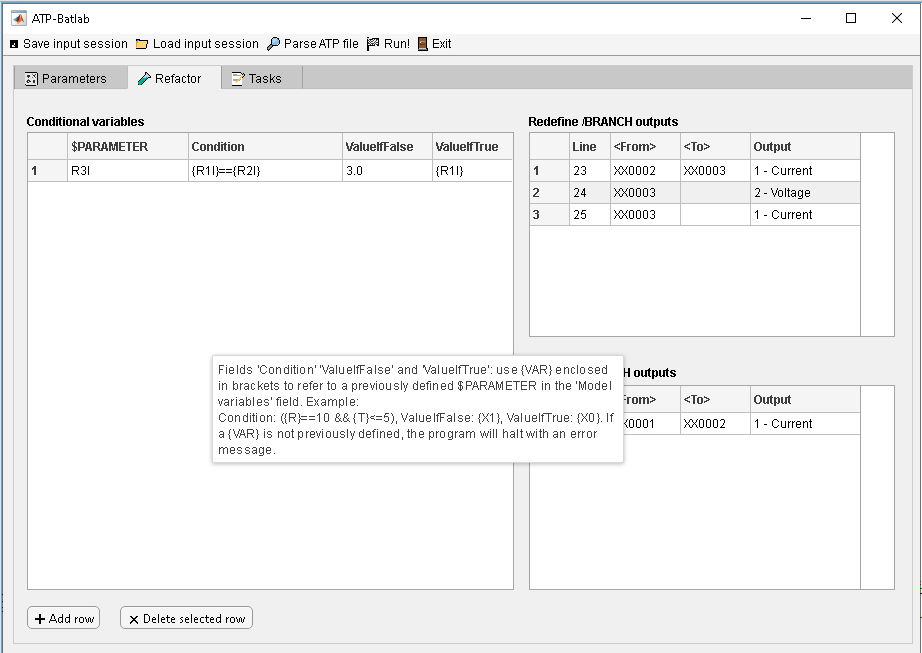 ATP-Batlab
Save input session Load input session Parse ATP file Run! Exit
Parameters Refactor Tasks
Conditional variables
$PARAMETER Condition ValueIfFalse ValueIfTrue
1 R3I {R1I}=={R2I} 3.0 {R1I}
Redefine /BRANCH outputs
Line <From> <To> Output
1 23 XX0002 XX0003 1 - Current
2 24 XX0003 2 - Voltage
3 25 XX0003 1 - Current
Fields 'Condition' 'ValueIfFalse' and 'ValueIfTrue': use {VAR} enclosed
in brackets to refer to a previously defined $PARAMETER in the 'Model
variables' field. Example:
Condition: ({R}==10 && {T}<=5), ValueIfFalse: {X1}, ValueIfTrue: {X0}. If
a {VAR} is not previously defined, the program will halt with an error
message.
H outputs
From> <To> Output
X0001 XX0002 1 - Current
Add row Delete selected row